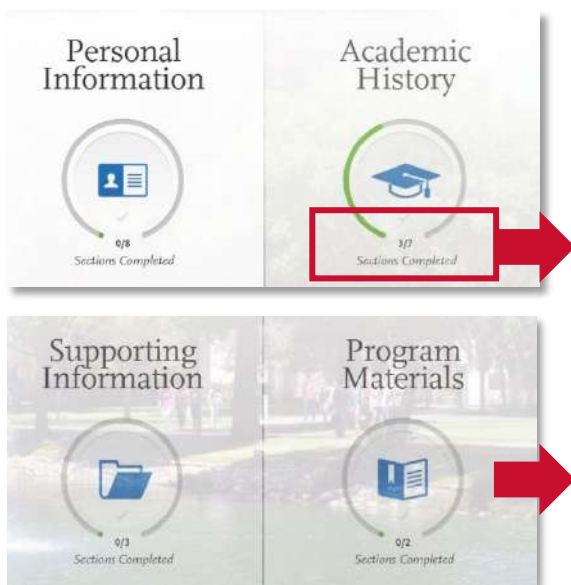 Personal
Information
0/8
Sections Completed
Academic
History
3/7
Sections Completed
Supporting
Information
0/3
Sections Completed
Program
Materials
0/2
Sections Completed